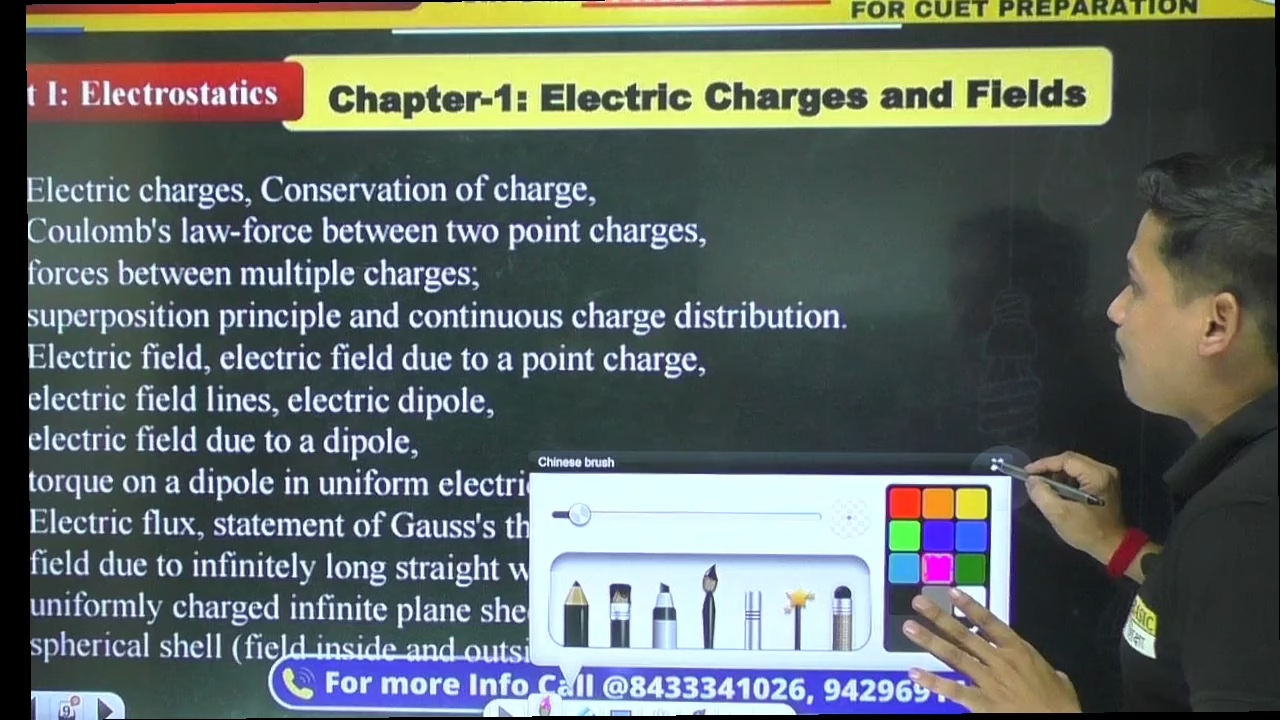 FOR CUET PREPARATION
t I: Electrostatics
Chapter-1: Electric Charges and Fields
Electric charges, Conservation of charge,
Coulomb's law-force between two point charges,
forces between multiple charges;
superposition principle and continuous charge distribution.
Electric field, electric field due to a point charge,
electric field lines, electric dipole,
electric field due to a dipole,
torque on a dipole in uniform electri
Chinese brush
Electric flux, statement of Gauss's th
field due to infinitely long straight w
uniformly charged infinite plane she
spherical shell (field inside and outsi
For more Info Call @8433341026, 942969